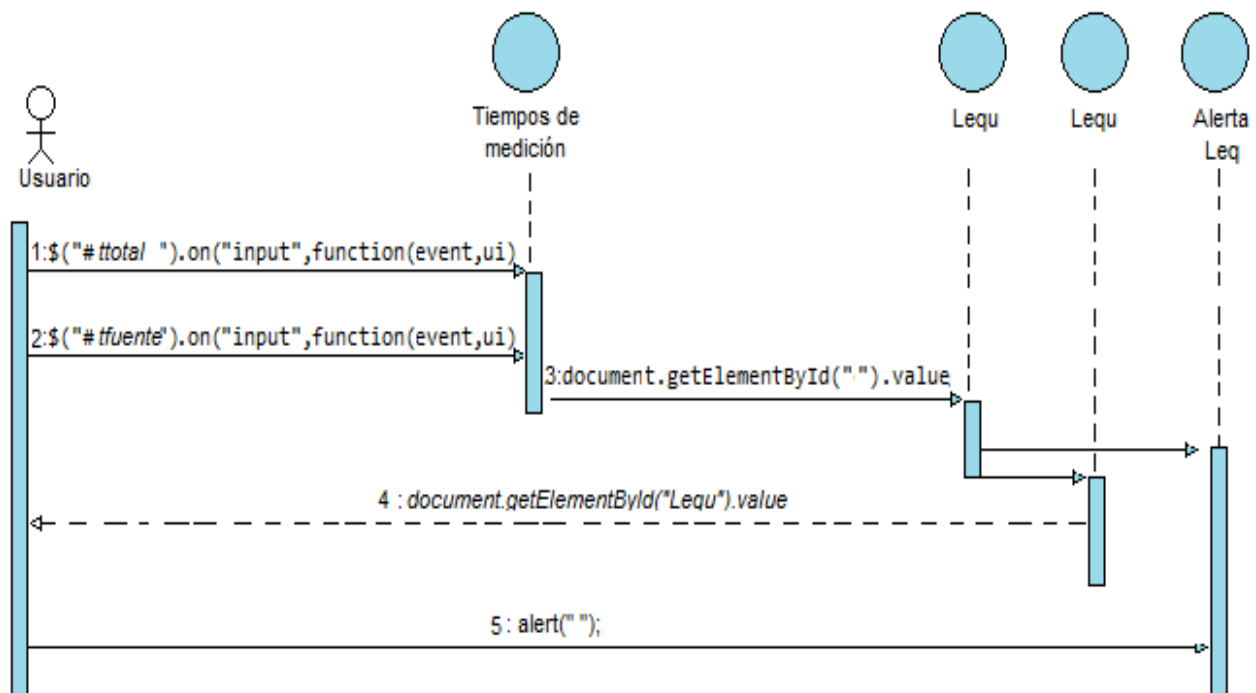 Tiempos de
medición
Lequ
Lequ
Alerta
Leq
Usuario
1:$("#ttotal ").on("input",function(event,ui)
2:$("#tfuente").on("input",function(event,ui)
3:document.getElementById(" ").value
4 : document.getElementById("Lequ").value
5 : alert(" ");